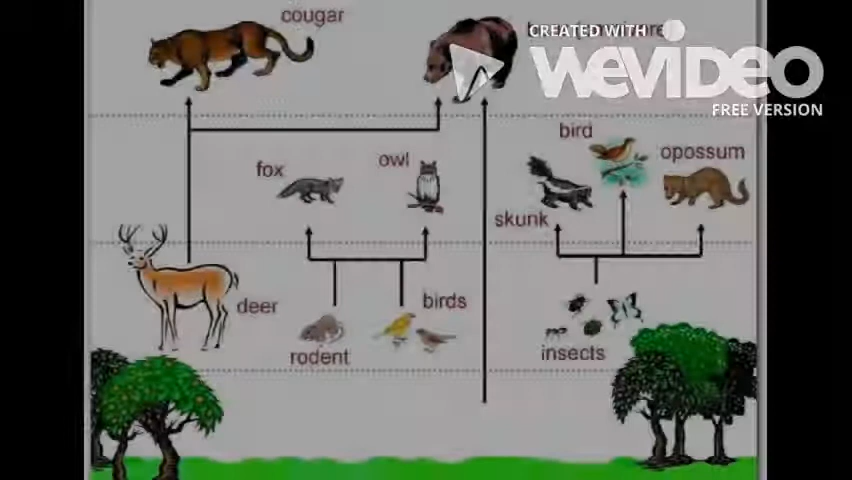 cougar
CREATED WITH
WEVIDEO
FREE VERSION
bird
owl
opossum
fox
skunk
birds
deer
rodent
insects